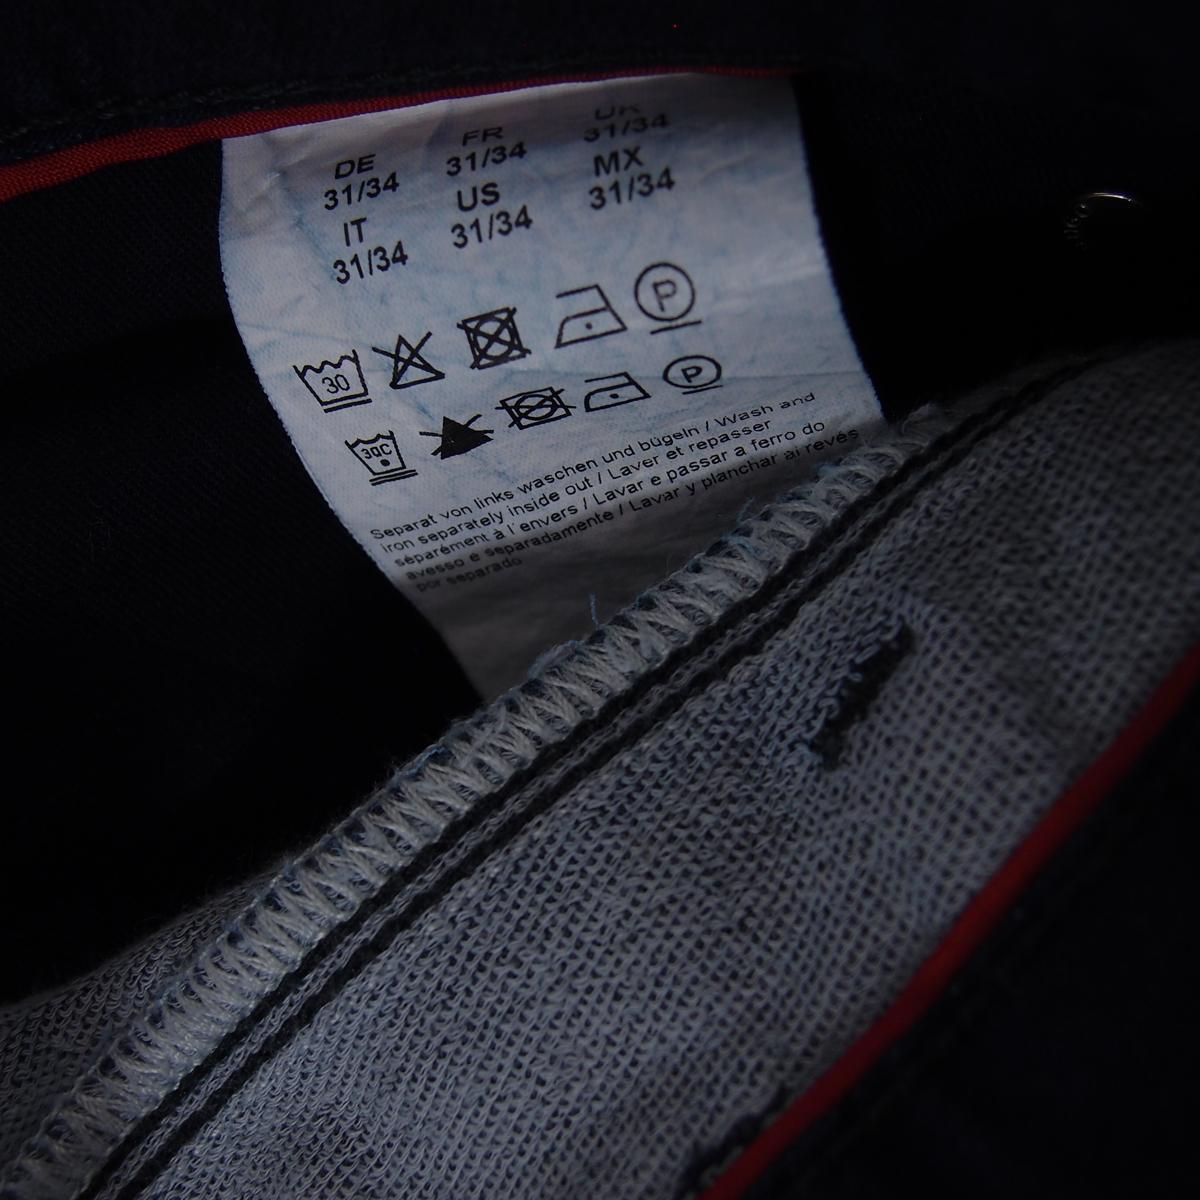 DE FR UK
31/34 31/34 31/34
IT US MX
31/34 31/34 31/34
30 P
30C P
Separat von links waschen und bügeln / Wash and
iron separately inside out / Laver et repasser
séparément à l'envers / Lavar e passar a ferro do
avesso e separadamente / Lavar y planchar al revés
por separado